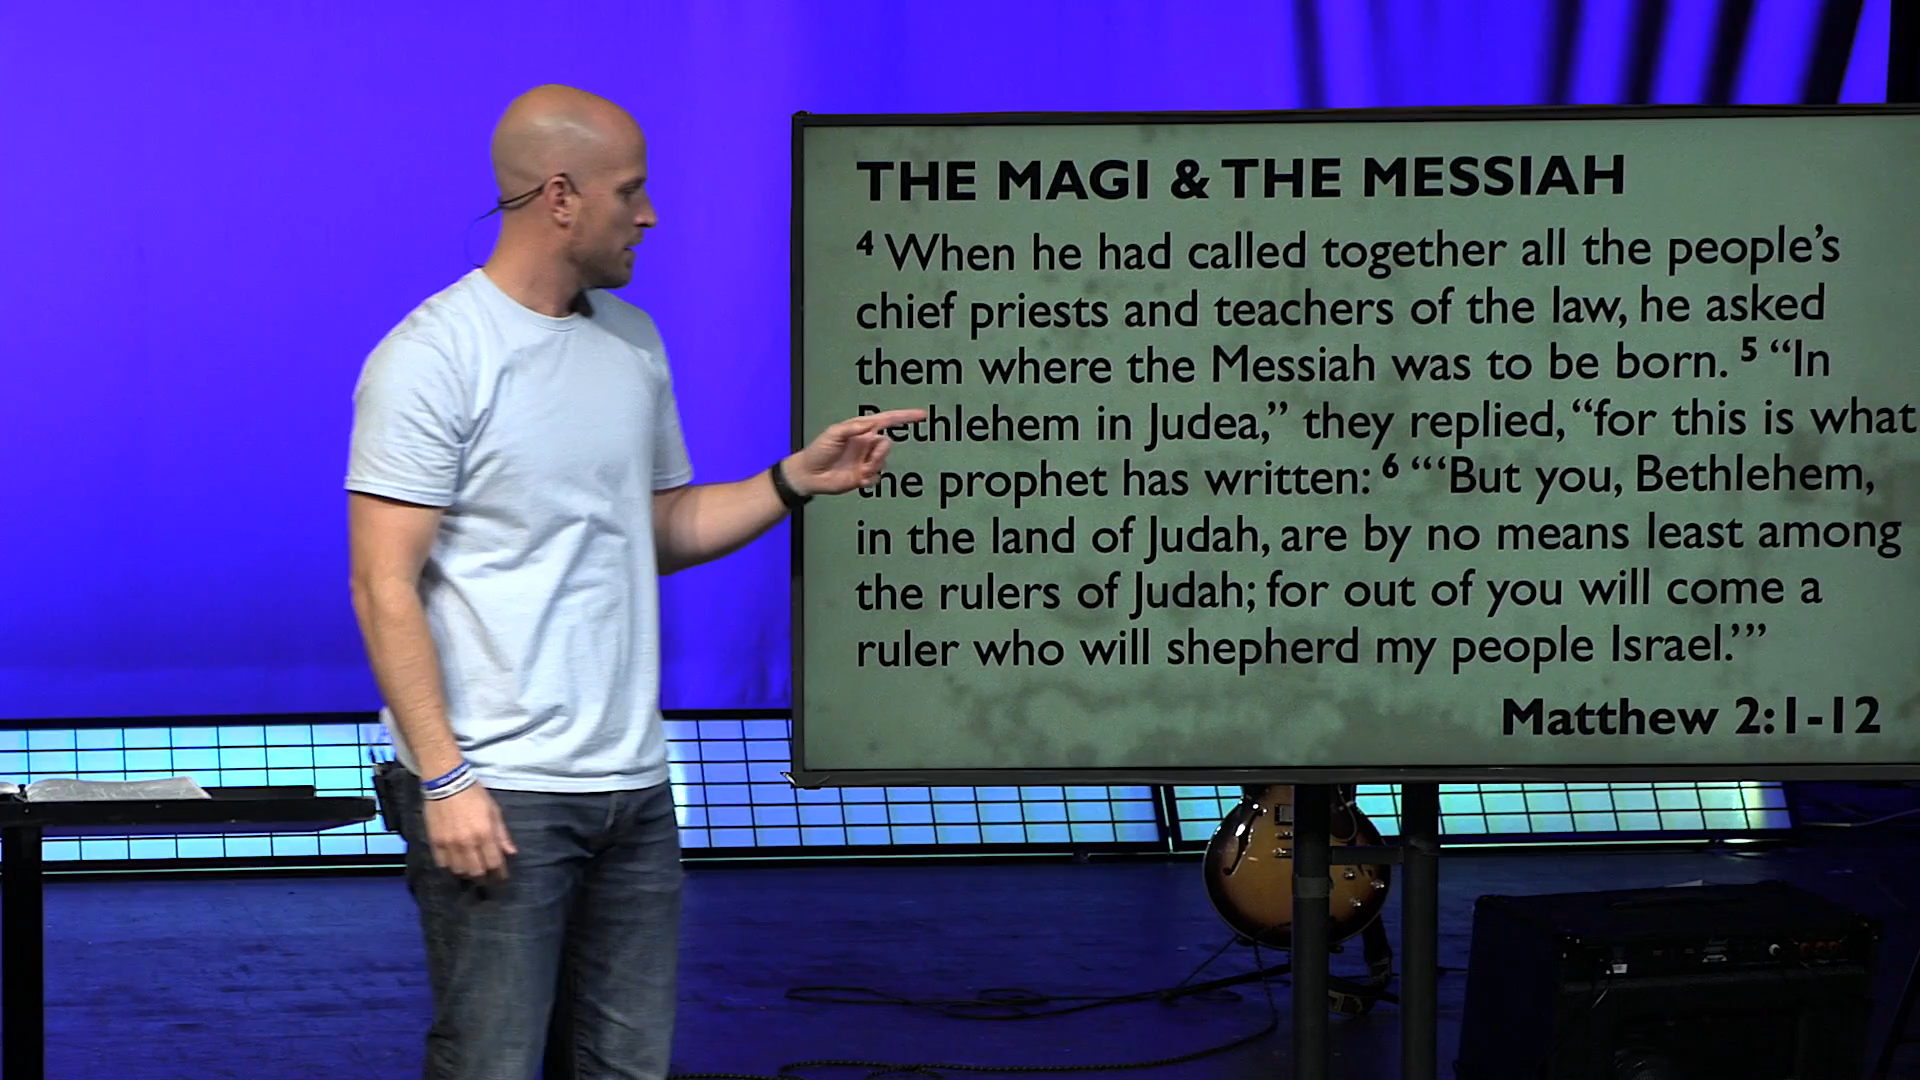 THE MAGI & THE MESSIAH
4 When he had called together all the people’s
chief priests and teachers of the law, he asked
them where the Messiah was to be born. 5 “In
Bethlehem in Judea,” they replied, “for this is what
the prophet has written: 6 “‘But you, Bethlehem,
in the land of Judah, are by no means least among
the rulers of Judah; for out of you will come a
ruler who will shepherd my people Israel.’”
Matthew 2:1-12